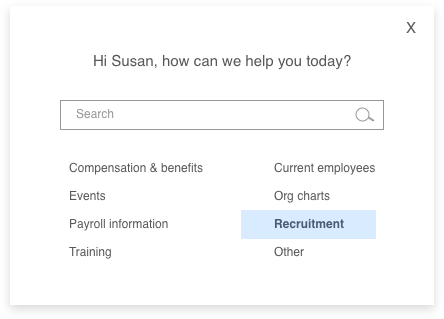 X
Hi Susan, how can we help you today?
Search
Compensation & benefits
Events
Payroll information
Training
Current employees
Org charts
Recruitment
Other